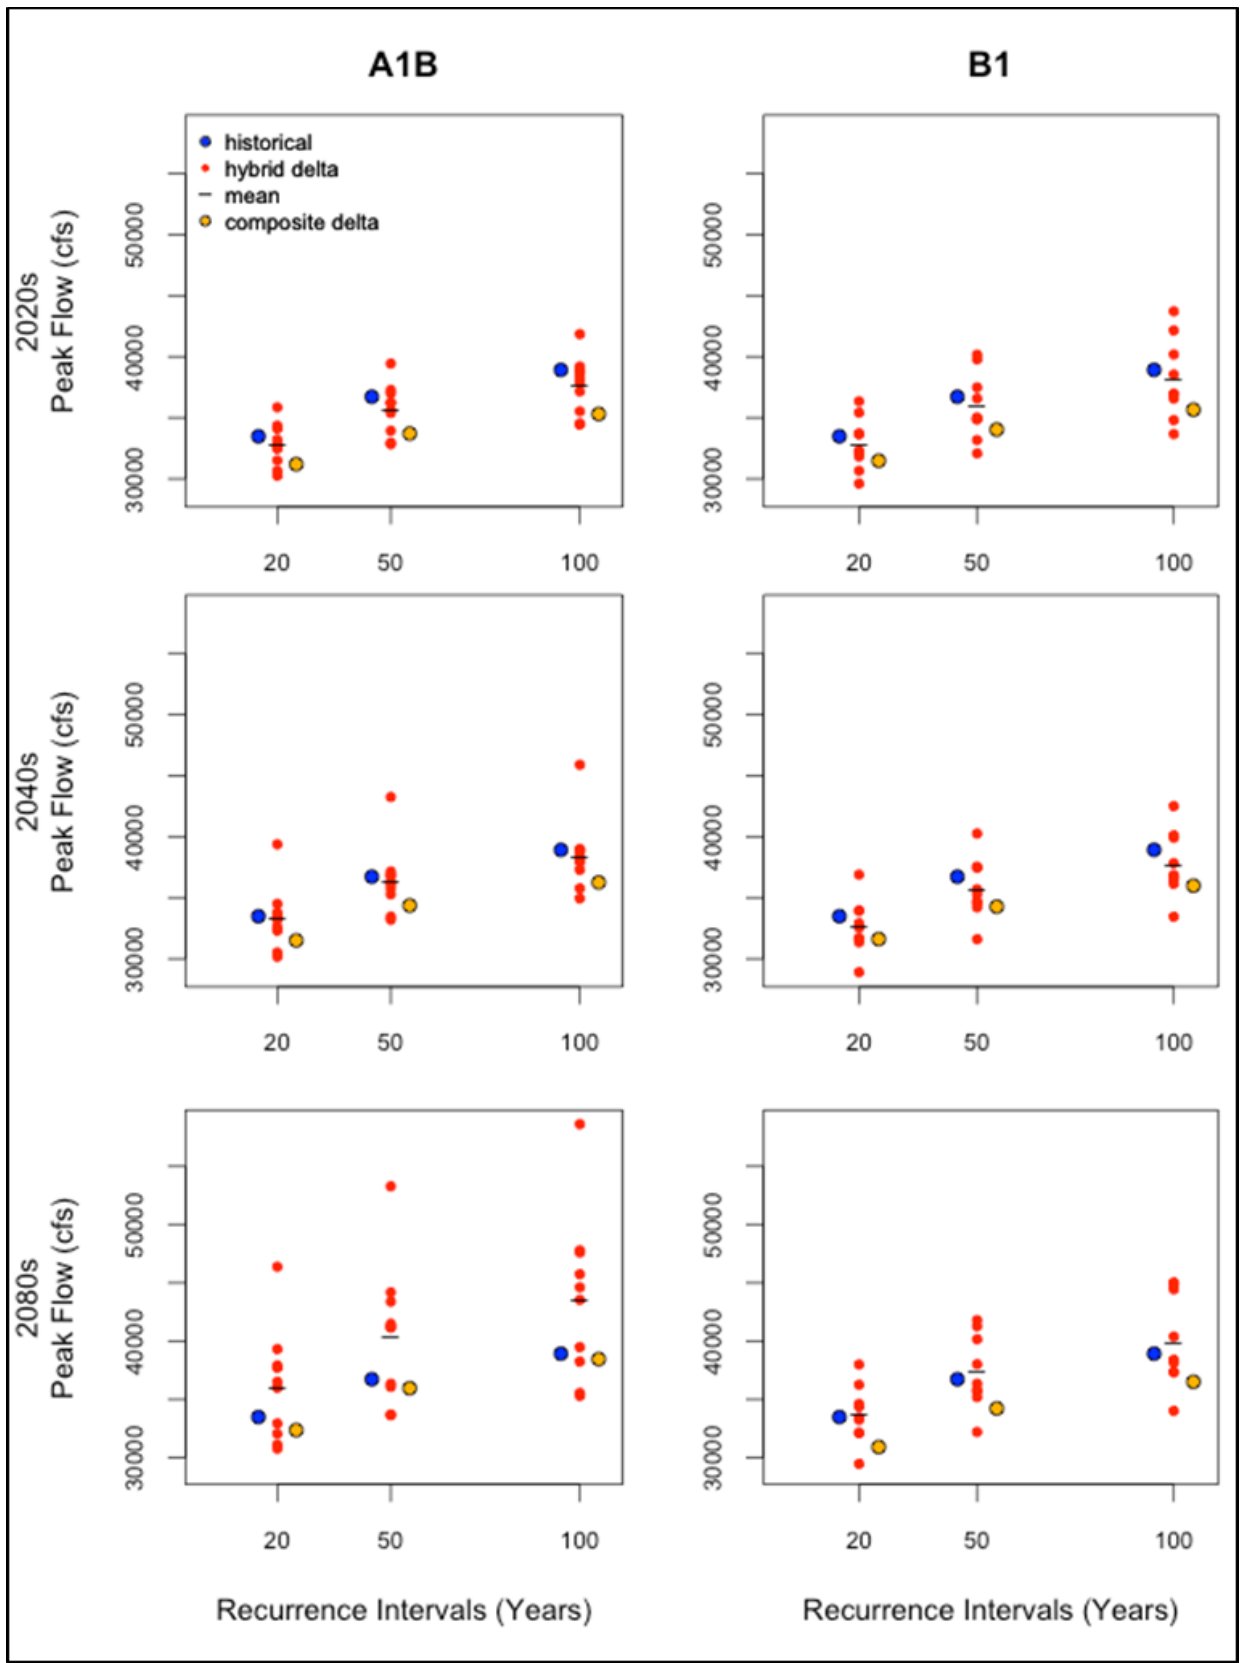 A1B
B1
historical
hybrid delta
mean
composite delta
2020s
Peak Flow (cfs)
50000
40000
30000
20 50 100
50000
40000
30000
20 50 100
2040s
Peak Flow (cfs)
50000
40000
30000
20 50 100
50000
40000
30000
20 50 100
2080s
Peak Flow (cfs)
50000
40000
30000
20 50 100
Recurrence Intervals (Years)
50000
40000
30000
20 50 100
Recurrence Intervals (Years)